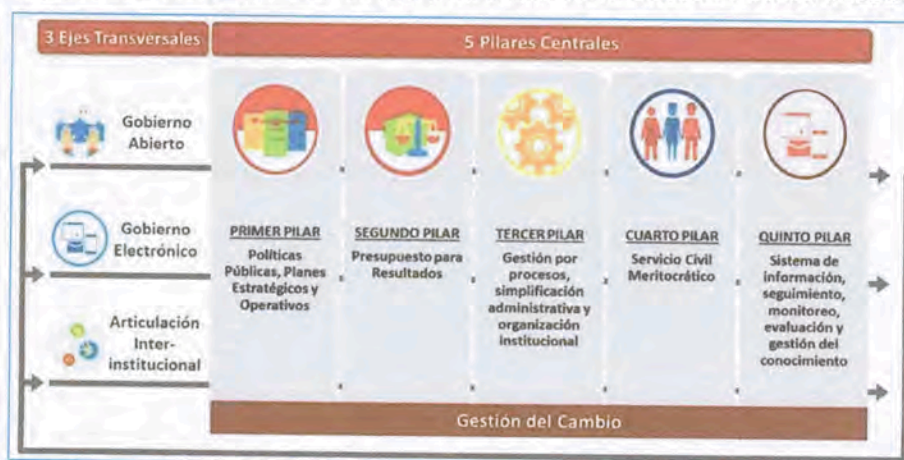 3 Ejes Transversales
5 Pilares Centrales
Gobierno
Abierto
Gobierno
Electrónico
Articulación
Inter-
institucional
PRIMER PILAR
Políticas
Públicas, Planes
Estratégicos y
Operativos
SEGUNDO PILAR
Presupuesto para
Resultados
TERCER PILAR
Gestión por
procesos,
simplificación
administrativa y
organización
institucional
CUARTO PILAR
Servicio Civil
Meritocrático
QUINTO PILAR
Sistema de
información,
seguimiento,
monitoreo,
evaluación y
gestión del
conocimiento
Gestión del Cambio